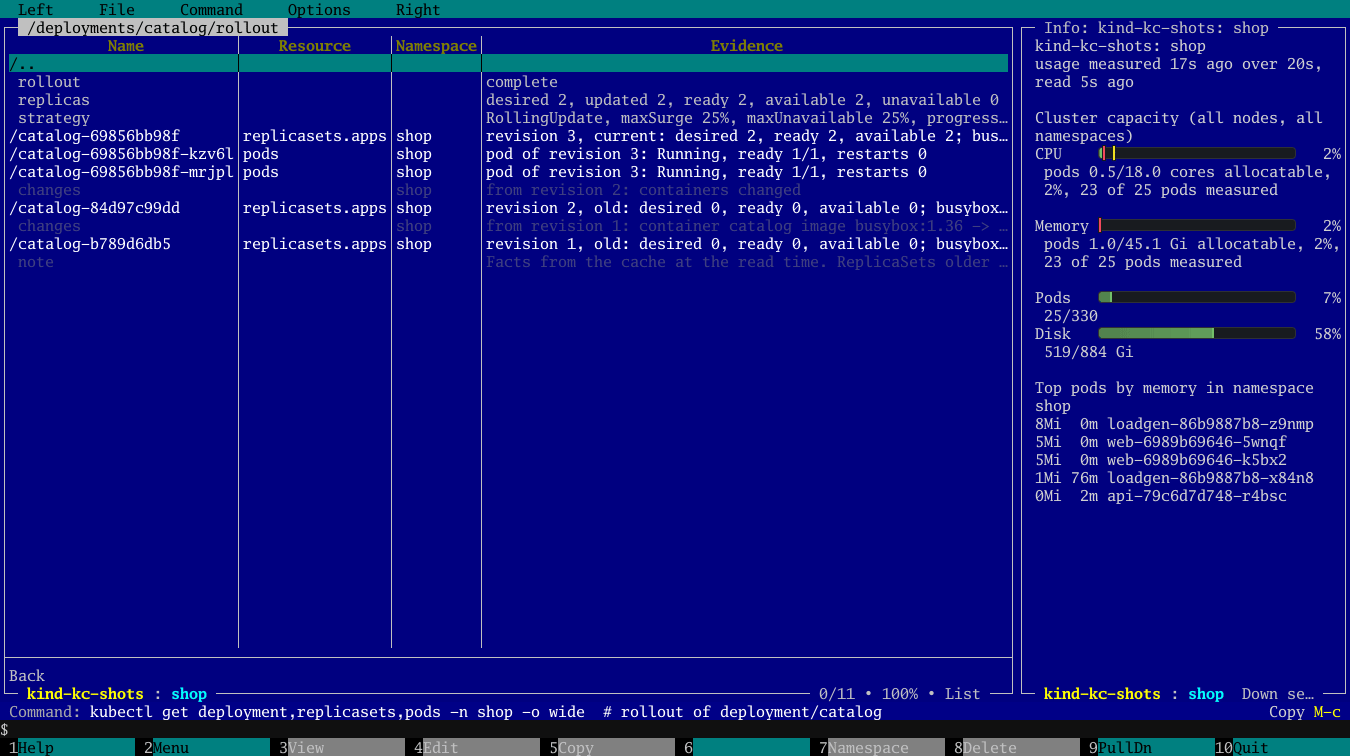 Left File Command Options Right
/deployments/catalog/rollout
Name Resource Namespace Evidence
/..
rollout complete
replicas desired 2, updated 2, ready 2, available 2, unavailable 0
strategy RollingUpdate, maxSurge 25%, maxUnavailable 25%, progress…
/catalog-69856bb98f replicasets.apps shop revision 3, current: desired 2, ready 2, available 2; bus…
/catalog-69856bb98f-kzv6l pods shop pod of revision 3: Running, ready 1/1, restarts 0
/catalog-69856bb98f-mrjpl pods shop pod of revision 3: Running, ready 1/1, restarts 0
changes shop from revision 2: containers changed
/catalog-84d97c99dd replicasets.apps shop revision 2, old: desired 0, ready 0, available 0; busybox…
changes shop from revision 1: container catalog image busybox:1.36 -> …
/catalog-b789d6db5 replicasets.apps shop revision 1, old: desired 0, ready 0, available 0; busybox…
note Facts from the cache at the read time. ReplicaSets older …
Back
kind-kc-shots : shop 0/11 • 100% • List
Info: kind-kc-shots: shop
kind-kc-shots: shop
usage measured 17s ago over 20s,
read 5s ago
Cluster capacity (all nodes, all
namespaces)
CPU 2%
pods 0.5/18.0 cores allocatable,
2%, 23 of 25 pods measured
Memory 2%
pods 1.0/45.1 Gi allocatable, 2%,
23 of 25 pods measured
Pods 7%
25/330
Disk 58%
519/884 Gi
Top pods by memory in namespace
shop
8Mi 0m loadgen-86b9887b8-z9nmp
5Mi 0m web-6989b69646-5wnqf
5Mi 0m web-6989b69646-k5bx2
1Mi 76m loadgen-86b9887b8-x84n8
0Mi 2m api-79c6d7d748-r4bsc
kind-kc-shots : shop Down se…
Command: kubectl get deployment,replicasets,pods -n shop -o wide # rollout of deployment/catalog Copy M-c
$
1Help 2Menu 3View 4Edit 5Copy 6 7Namespace 8Delete 9PullDn 10Quit